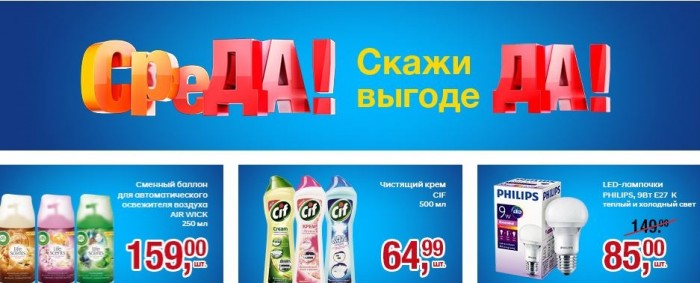 СреДА!
Скажи
выгоде
ДА!
Сменный баллон
для автоматического
освежителя воздуха
AIR WICK
250 мл
159,00
шт.
Чистящий крем
CIF
500 мл
Cif
Cream
Cif
Cif
64,99
шт.
LED-лампочки
PHILIPS, 9Вт E27 К
теплый и холодный свет
PHILIPS
9
PHILIPS
149,00
85,00
шт.